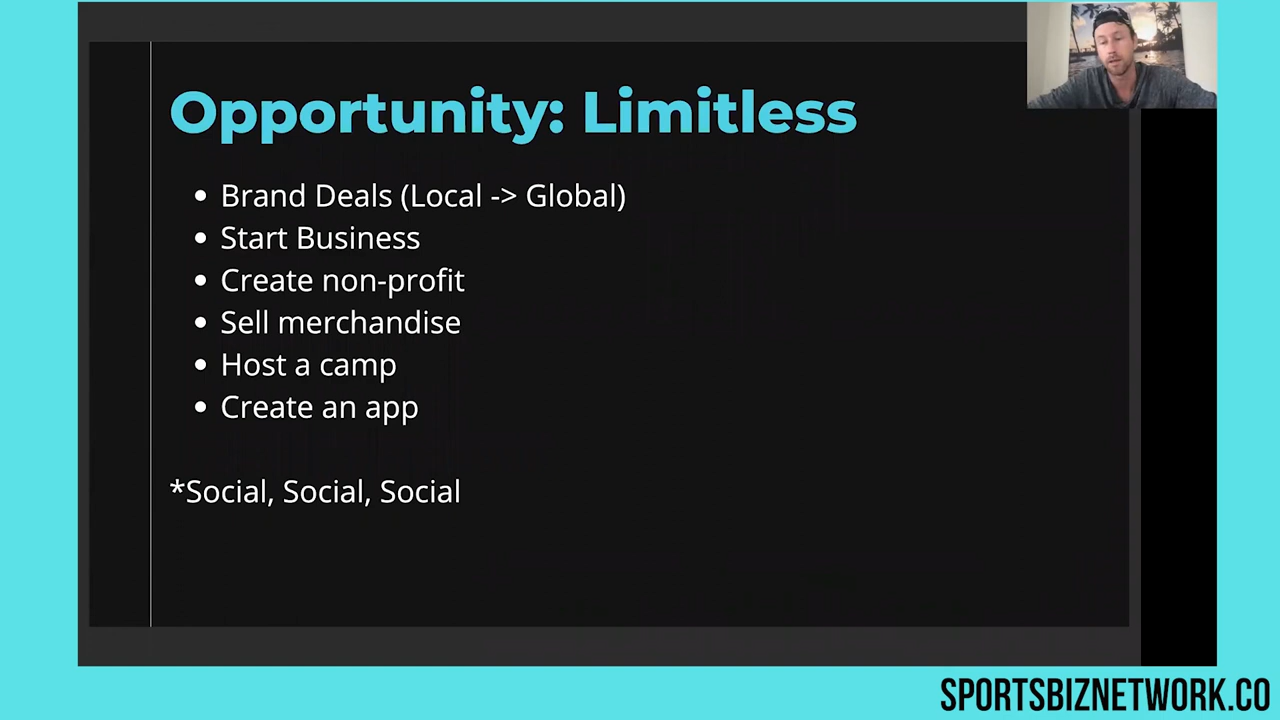 Opportunity: Limitless
• Brand Deals (Local -> Global)
• Start Business
• Create non-profit
• Sell merchandise
• Host a camp
• Create an app
*Social, Social, Social
SPORTSBIZNETWORK.CO